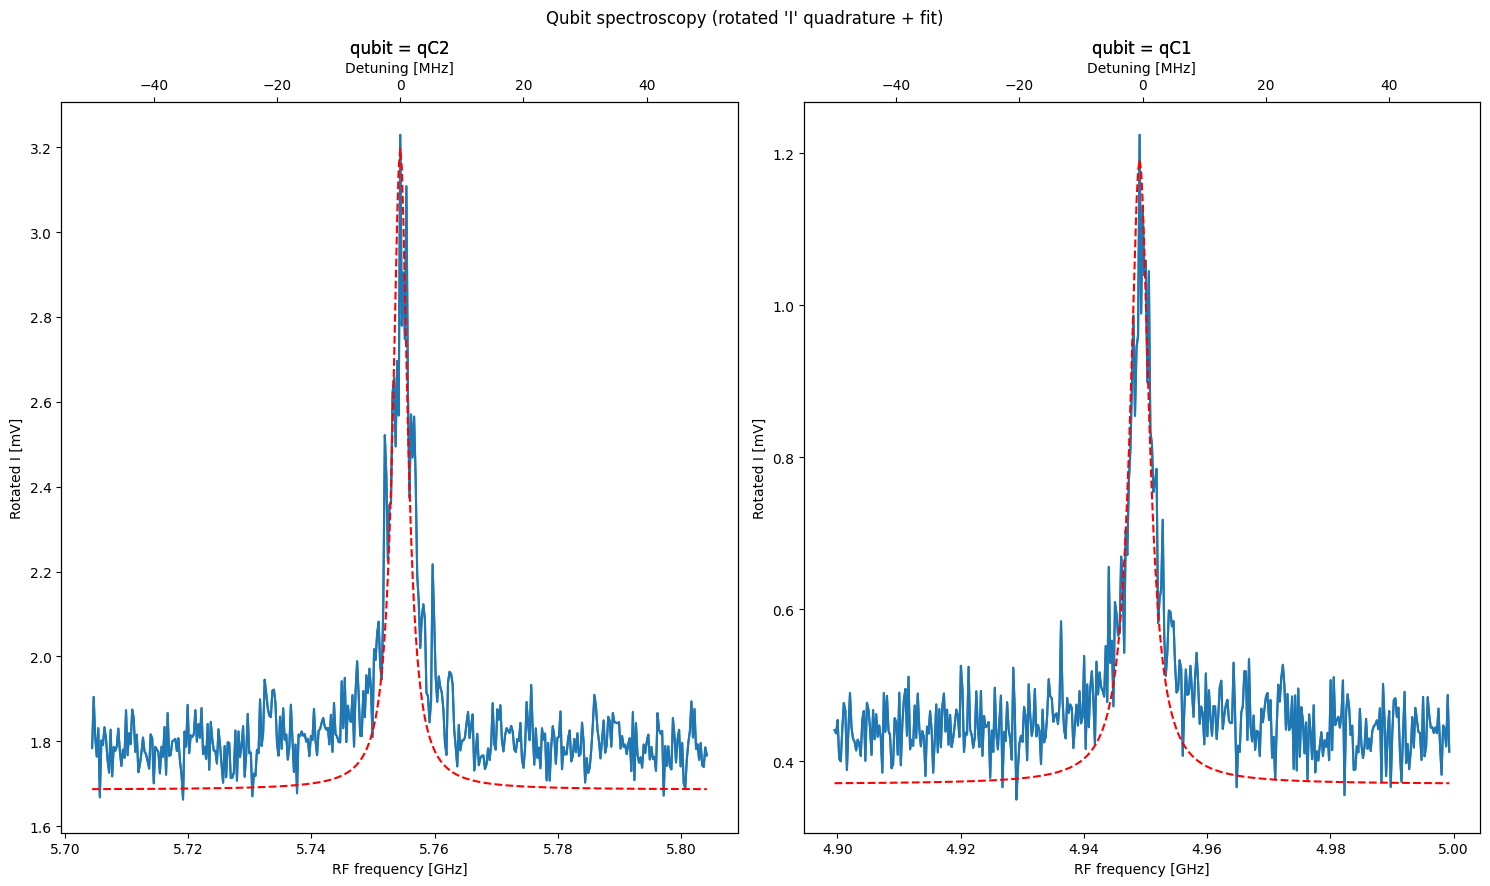 Qubit spectroscopy (rotated 'I' quadrature + fit)
qubit = qC2
Detuning [MHz]
−40 −20 0 20 40
3.2
3.0
2.8
2.6
2.4
2.2
2.0
1.8
1.6
Rotated I [mV]
5.70 5.72 5.74 5.76 5.78 5.80
RF frequency [GHz]
qubit = qC1
Detuning [MHz]
−40 −20 0 20 40
1.2
1.0
0.8
0.6
0.4
Rotated I [mV]
4.90 4.92 4.94 4.96 4.98 5.00
RF frequency [GHz]